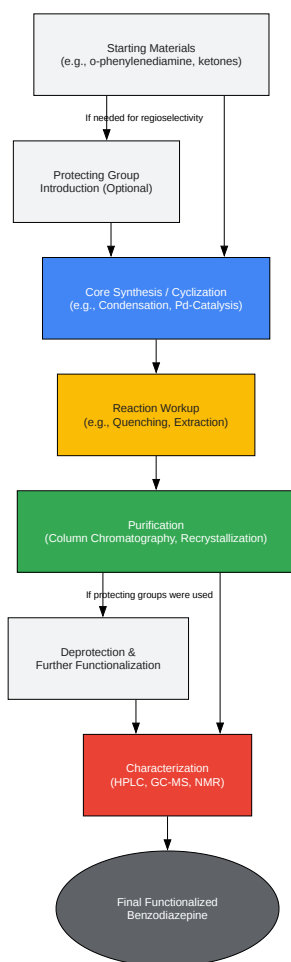 Starting Materials
(e.g., o-phenylenediamine, ketones)
If needed for regioselectivity
Protecting Group
Introduction (Optional)
Core Synthesis / Cyclization
(e.g., Condensation, Pd-Catalysis)
Reaction Workup
(e.g., Quenching, Extraction)
Purification
(Column Chromatography, Recrystallization)
If protecting groups were used
Deprotection &
Further Functionalization
Characterization
(HPLC, GC-MS, NMR)
Final Functionalized
Benzodiazepine